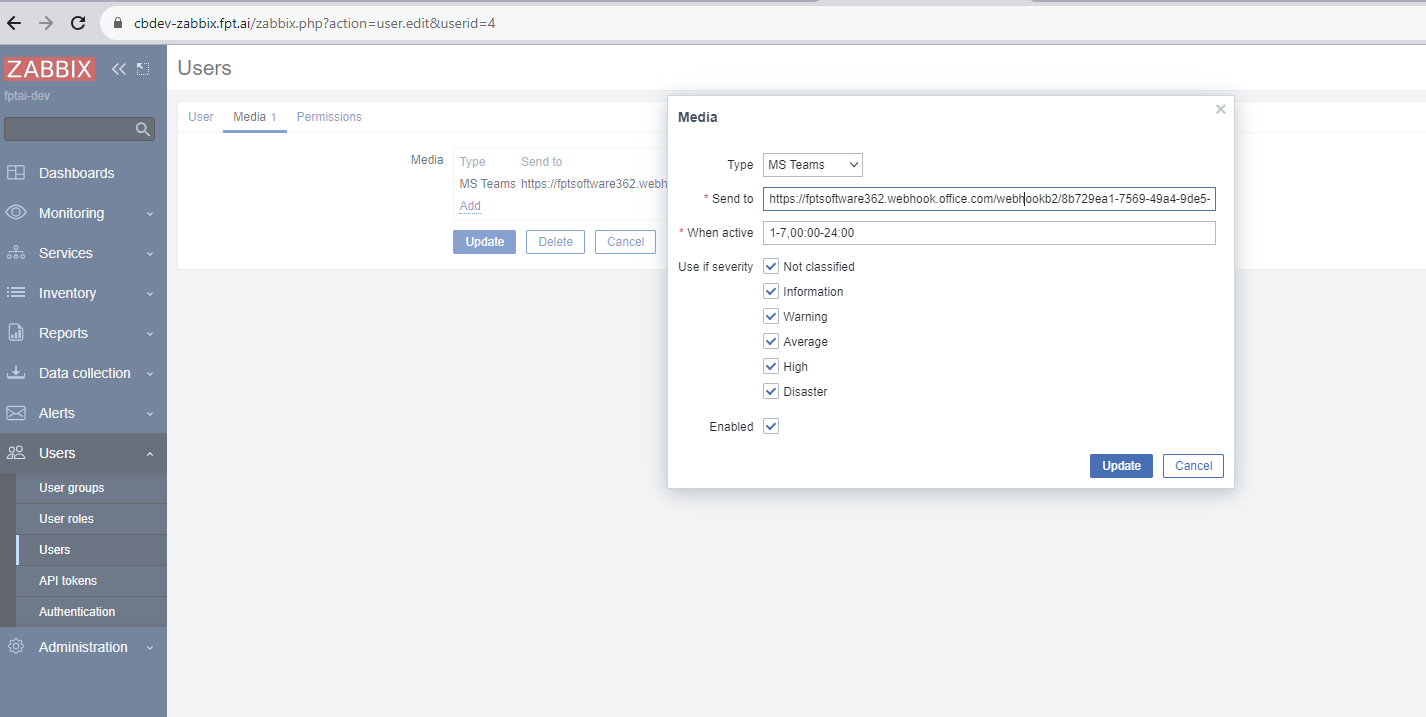 cbdev-zabbix.fpt.ai/zabbix.php?action=user.edit&userid=4
ZABBIX
fptai-dev
Dashboards
Monitoring
Services
Inventory
Reports
Data collection
Alerts
Users
User groups
User roles
Users
API tokens
Authentication
Administration
Users
User Media 1 Permissions
Media
Type Send to
MS Teams https://fptsoftware362.webh
Add
Update Delete Cancel
Media
Type MS Teams
* Send to https://fptsoftware362.webhook.office.com/webhookb2/8b729ea1-7569-49a4-9de5-
* When active 1-7,00:00-24:00
Use if severity Not classified
Information
Warning
Average
High
Disaster
Enabled
Update Cancel